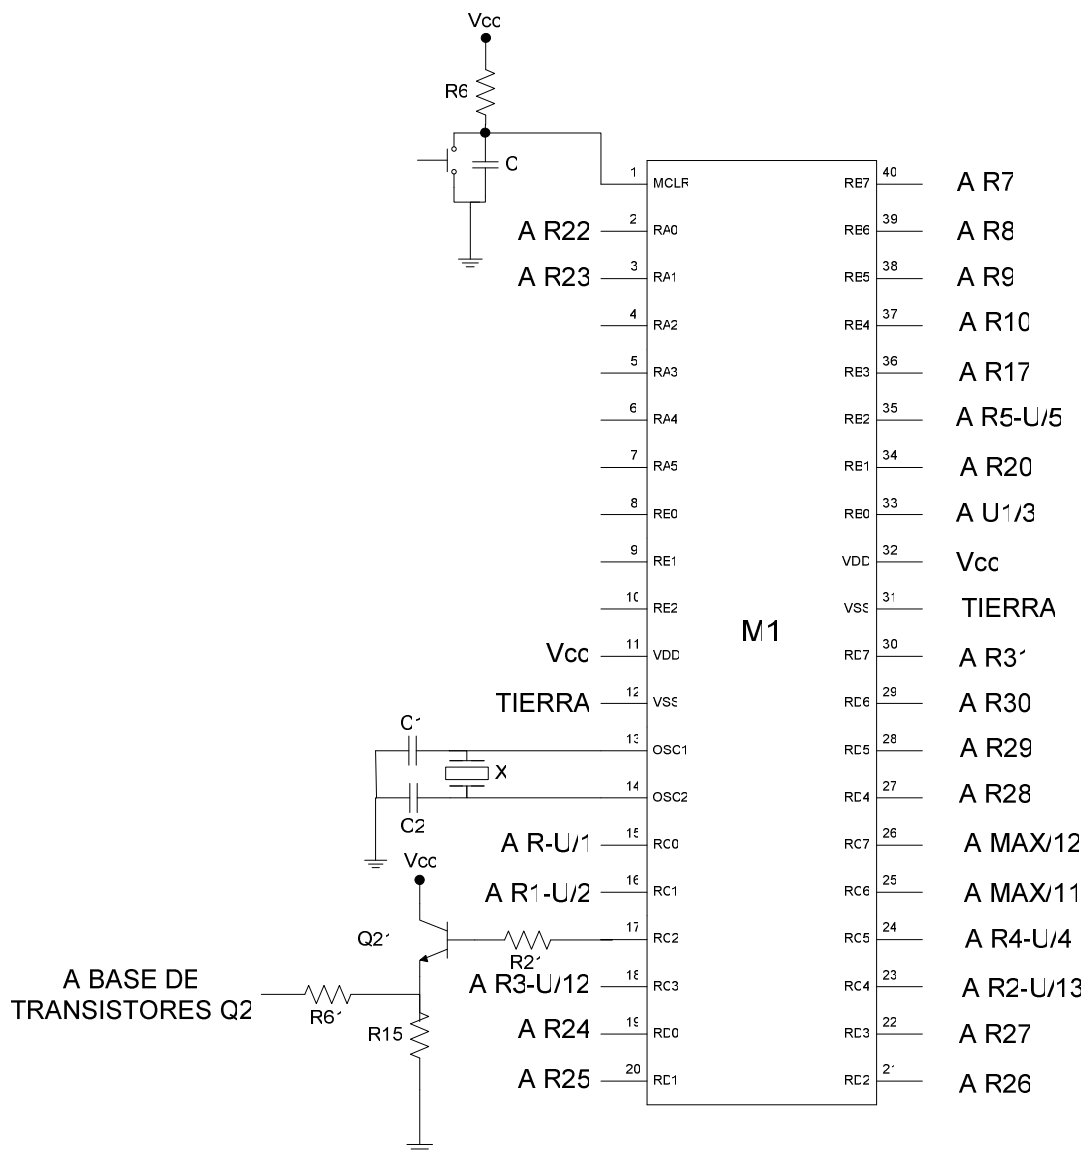 Vcc
R6
C
1 MCLR
A R22 2 RA0
A R23 3 RA1
4 RA2
5 RA3
6 RA4
7 RA5
8 RE0
9 RE1
10 RE2
Vcc 11 VDD
TIERRA 12 VSS
C1
13 OSC1
X
14 OSC2
C2
A R-U/1 15 RC0
Vcc
A R1-U/2 16 RC1
Q21
17 RC2
R21
A R3-U/12 18 RC3
A BASE DE
TRANSISTORES Q2
R61
R15
A R24 19 RD0
A R25 20 RD1
M1
RB7 40 A R7
RB6 39 A R8
RB5 38 A R9
RB4 37 A R10
RB3 36 A R17
RB2 35 A R5-U/5
RB1 34 A R20
RB0 33 A U1/3
VDD 32 Vcc
VSS 31 TIERRA
RD7 30 A R31
RD6 29 A R30
RD5 28 A R29
RD4 27 A R28
RC7 26 A MAX/12
RC6 25 A MAX/11
RC5 24 A R4-U/4
RC4 23 A R2-U/13
RD3 22 A R27
RD2 21 A R26